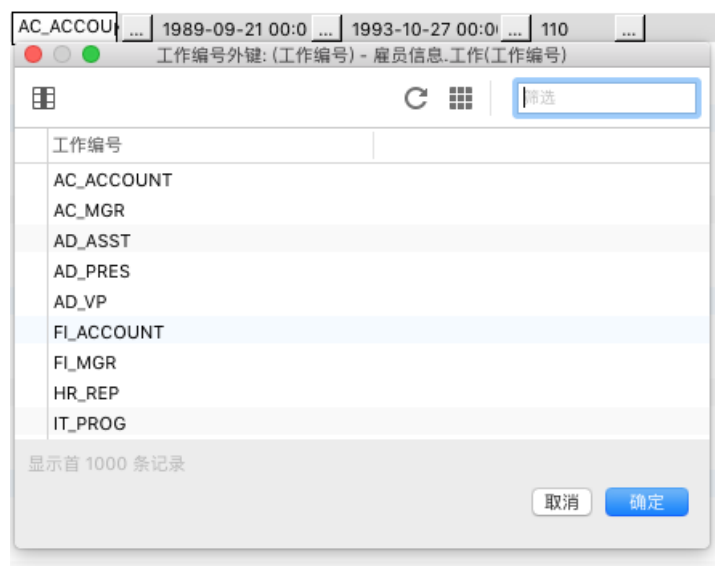 AC_ACCOU ... 1989-09-21 00:0 ... 1993-10-27 00:0 ... 110 ...
工作编号外键: (工作编号) - 雇员信息.工作(工作编号)
筛选
工作编号
AC_ACCOUNT
AC_MGR
AD_ASST
AD_PRES
AD_VP
FI_ACCOUNT
FI_MGR
HR_REP
IT_PROG
显示首 1000 条记录
取消 确定